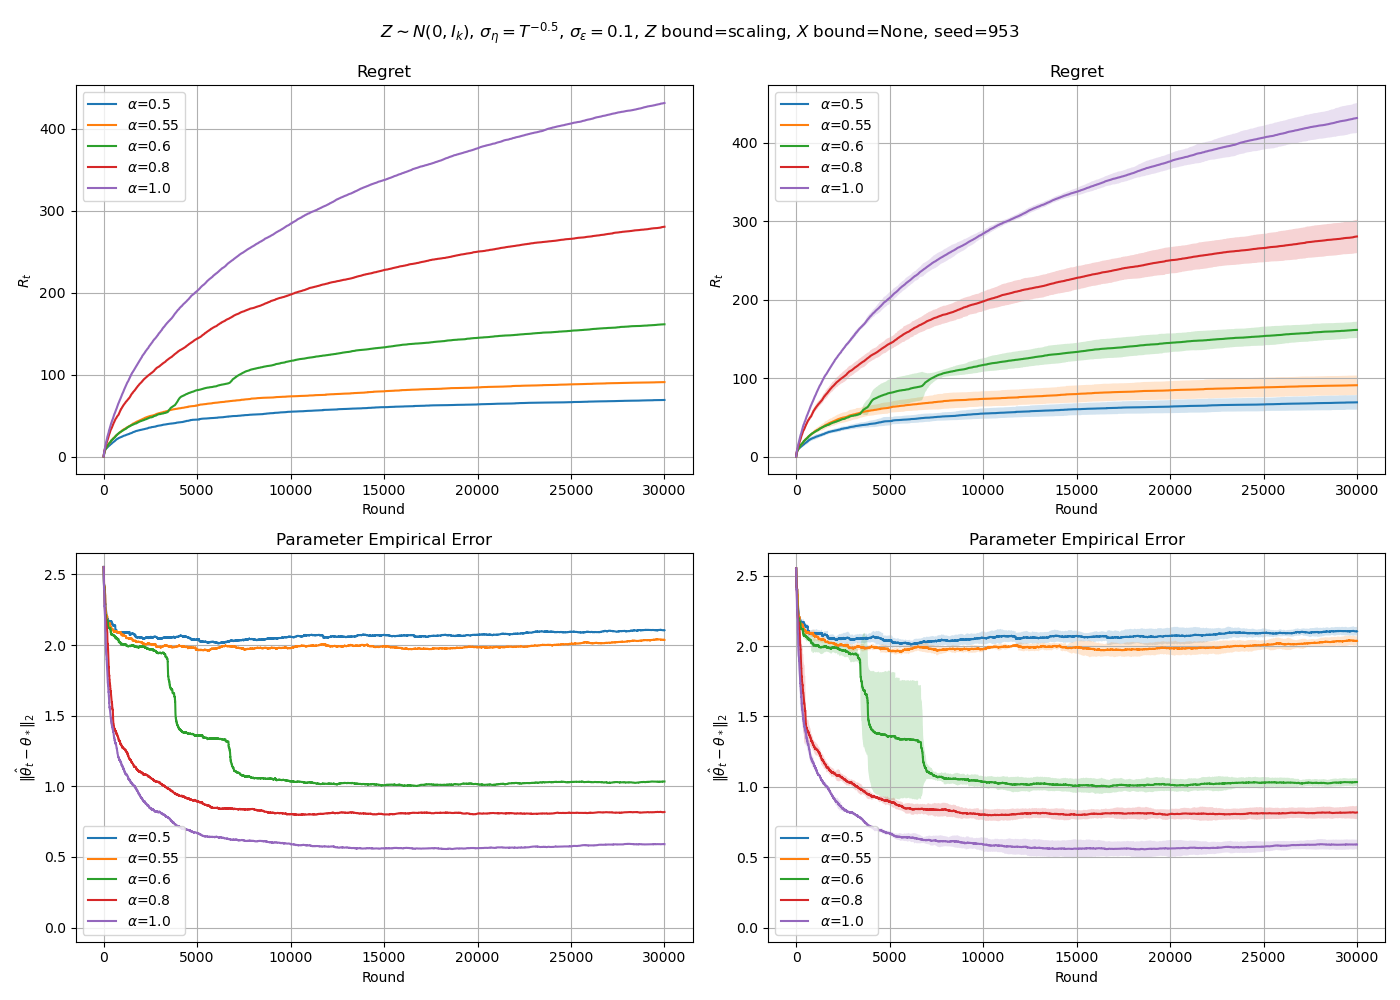 Z ∼ N(0, I_k), σ_η = T^{−0.5}, σ_ε = 0.1, Z bound=scaling, X bound=None, seed=953
Regret
R_t
400
300
200
100
0
α=0.5
α=0.55
α=0.6
α=0.8
α=1.0
0 5000 10000 15000 20000 25000 30000
Round
Regret
R_t
400
300
200
100
0
α=0.5
α=0.55
α=0.6
α=0.8
α=1.0
0 5000 10000 15000 20000 25000 30000
Round
Parameter Empirical Error
‖θ̂_t − θ_*‖₂
2.5
2.0
1.5
1.0
0.5
0.0
α=0.5
α=0.55
α=0.6
α=0.8
α=1.0
0 5000 10000 15000 20000 25000 30000
Round
Parameter Empirical Error
‖θ̂_t − θ_*‖₂
2.5
2.0
1.5
1.0
0.5
0.0
α=0.5
α=0.55
α=0.6
α=0.8
α=1.0
0 5000 10000 15000 20000 25000 30000
Round